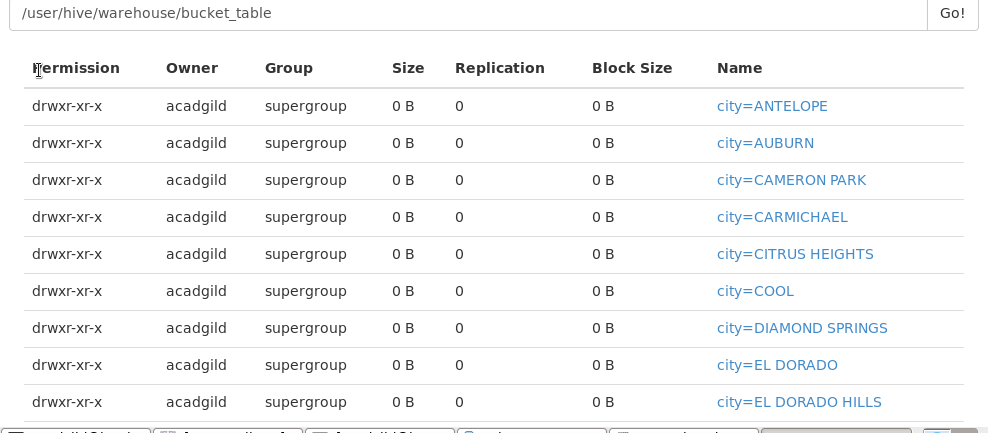 /user/hive/warehouse/bucket_table Go!
Permission Owner Group Size Replication Block Size Name
drwxr-xr-x acadgild supergroup 0 B 0 0 B city=ANTELOPE
drwxr-xr-x acadgild supergroup 0 B 0 0 B city=AUBURN
drwxr-xr-x acadgild supergroup 0 B 0 0 B city=CAMERON PARK
drwxr-xr-x acadgild supergroup 0 B 0 0 B city=CARMICHAEL
drwxr-xr-x acadgild supergroup 0 B 0 0 B city=CITRUS HEIGHTS
drwxr-xr-x acadgild supergroup 0 B 0 0 B city=COOL
drwxr-xr-x acadgild supergroup 0 B 0 0 B city=DIAMOND SPRINGS
drwxr-xr-x acadgild supergroup 0 B 0 0 B city=EL DORADO
drwxr-xr-x acadgild supergroup 0 B 0 0 B city=EL DORADO HILLS